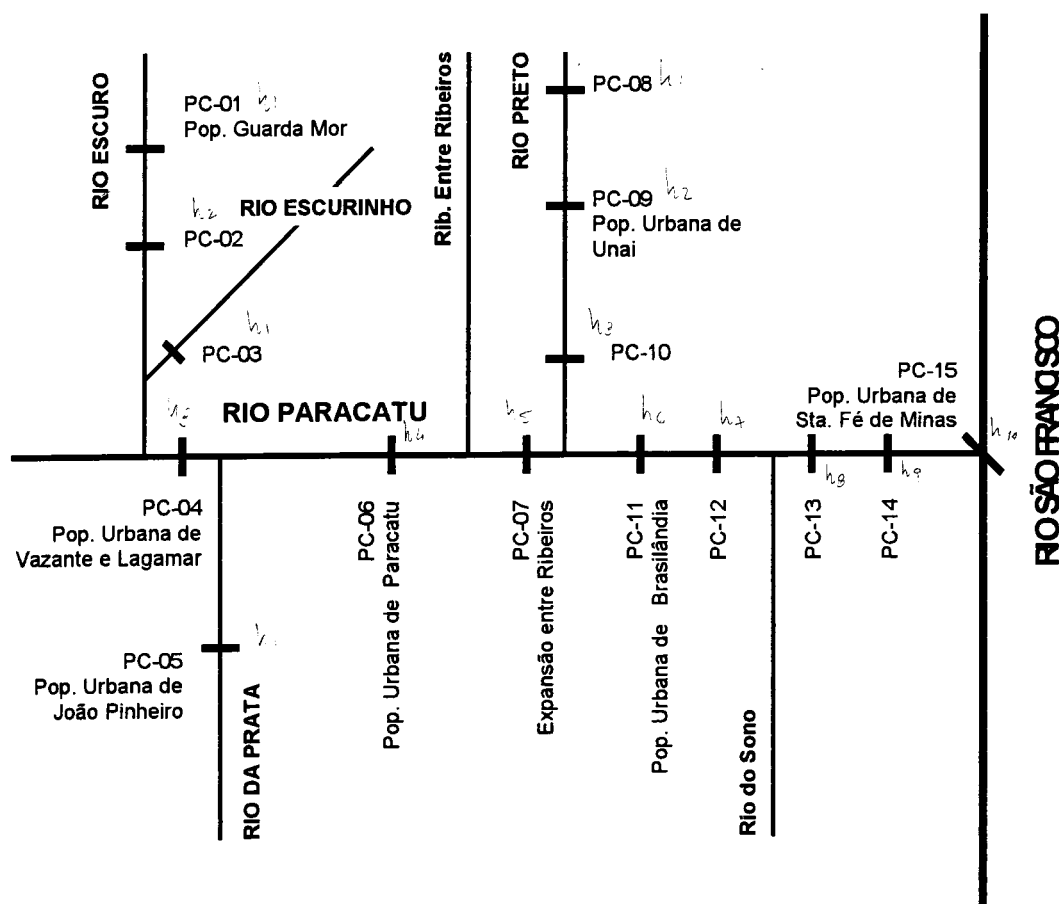 RIO ESCURO
PC-01 h1
Pop. Guarda Mor
h2
PC-02
RIO ESCURINHO
h1
PC-03
Rib. Entre Ribeiros
RIO PRETO
PC-08 h1
PC-09 h2
Pop. Urbana de
Unai
h3
PC-10
RIO PARACATU
h3
h4
h5
h6
h7
PC-15
Pop. Urbana de
Sta. Fé de Minas
h10
h8
h9
RIO SÃO FRANCISCO
PC-04
Pop. Urbana de
Vazante e Lagamar
PC-06
Pop. Urbana de Paracatu
PC-07
Expansão entre Ribeiros
PC-11
Pop. Urbana de Brasilândia
PC-12
PC-13
PC-14
PC-05
Pop. Urbana de
João Pinheiro
RIO DA PRATA
Rio do Sono